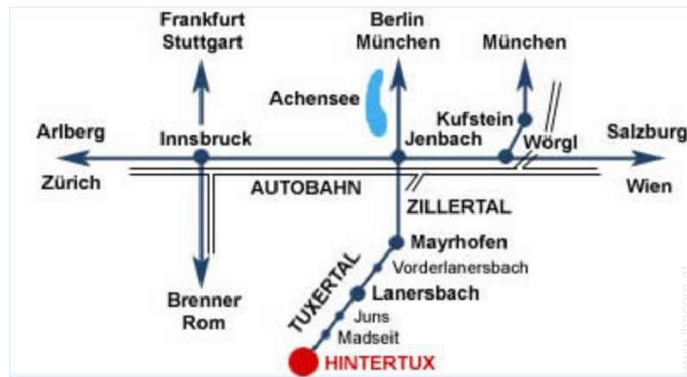 Frankfurt
Stuttgart
Berlin
München
München
Achensee
Kufstein
Arlberg
Innsbruck
Jenbach
Wörgl
Salzburg
Zürich
AUTOBAHN
ZILLERTAL
Wien
Mayrhofen
Vorderlanersbach
TUXERTAL
Lanersbach
Brenner
Rom
Juns
Madseit
HINTERTUX